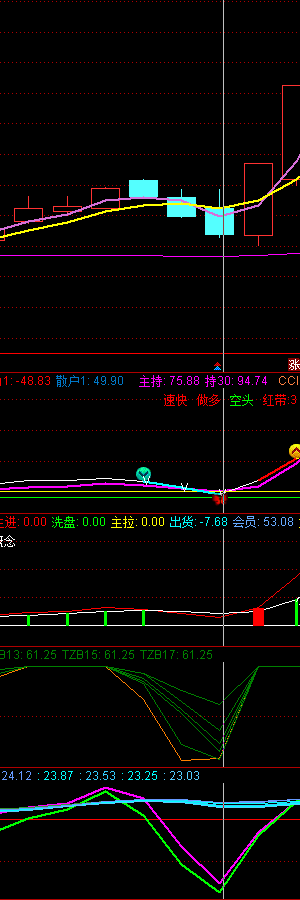 涨
1: -48.83 散户1: 49.90 主持: 75.88 持30: 94.74 CCI
速快 做多 空头 红带:3
主进: 0.00 洗盘: 0.00 主拉: 0.00 出货: -7.68 会员: 53.08
概念
ZB13: 61.25 TZB15: 61.25 TZB17: 61.25
24.12 : 23.87 : 23.53 : 23.25 : 23.03